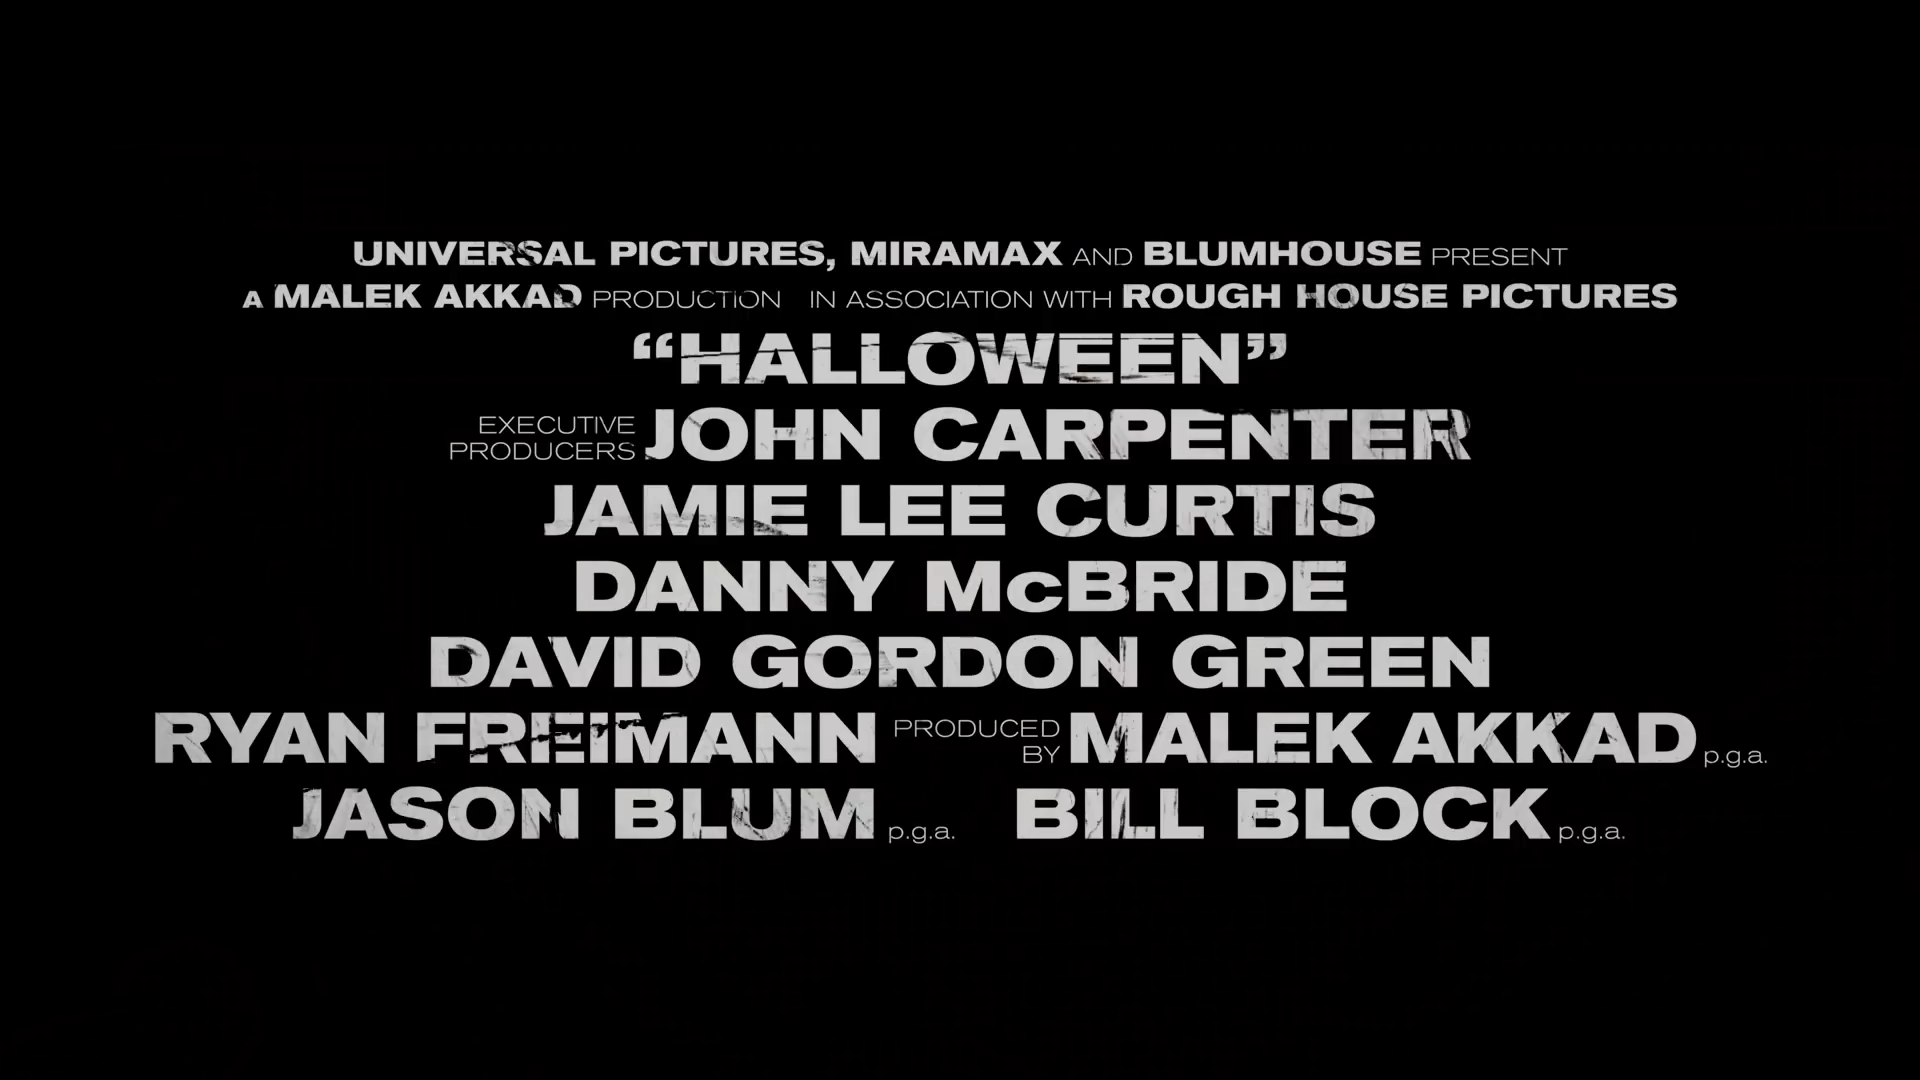 UNIVERSAL PICTURES, MIRAMAX AND BLUMHOUSE PRESENT
A MALEK AKKAD PRODUCTION IN ASSOCIATION WITH ROUGH HOUSE PICTURES
“HALLOWEEN”
EXECUTIVE PRODUCERS JOHN CARPENTER
JAMIE LEE CURTIS
DANNY McBRIDE
DAVID GORDON GREEN
RYAN FREIMANN PRODUCED BY MALEK AKKAD p.g.a.
JASON BLUM p.g.a. BILL BLOCK p.g.a.